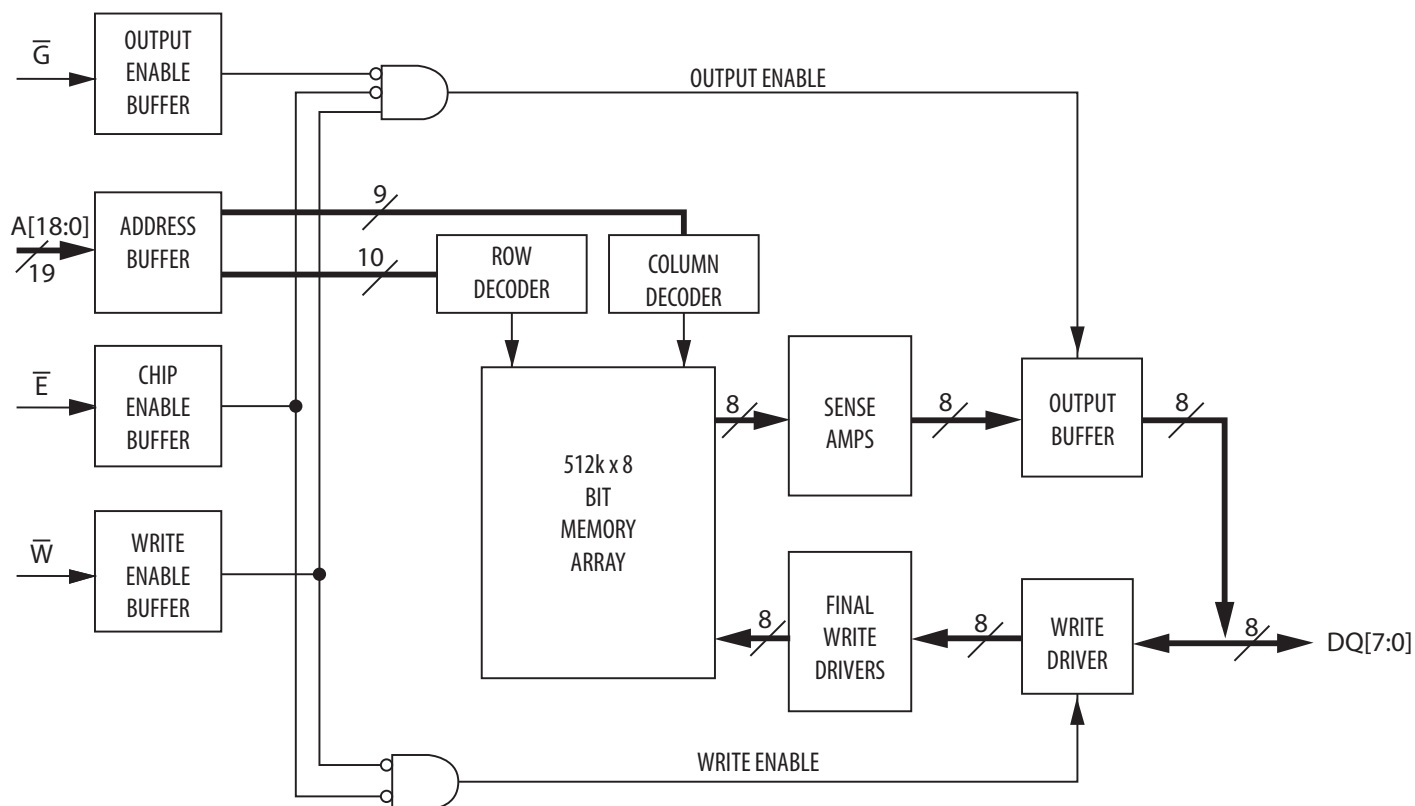 G̅
OUTPUT
ENABLE
BUFFER
OUTPUT ENABLE
A[18:0]
19
ADDRESS
BUFFER
9
10
ROW
DECODER
COLUMN
DECODER
E̅
CHIP
ENABLE
BUFFER
512k x 8
BIT
MEMORY
ARRAY
8
SENSE
AMPS
8
OUTPUT
BUFFER
8
W̅
WRITE
ENABLE
BUFFER
8
FINAL
WRITE
DRIVERS
8
WRITE
DRIVER
8
DQ[7:0]
WRITE ENABLE